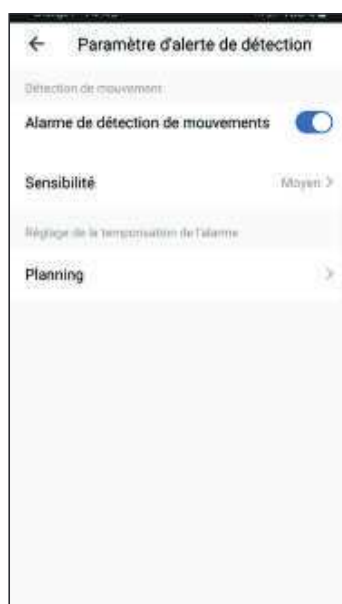 Paramètre d'alerte de détection
Détection de mouvement
Alarme de détection de mouvements
Sensibilité
Moyen
Réglage de la temporisation de l'alarme
Planning